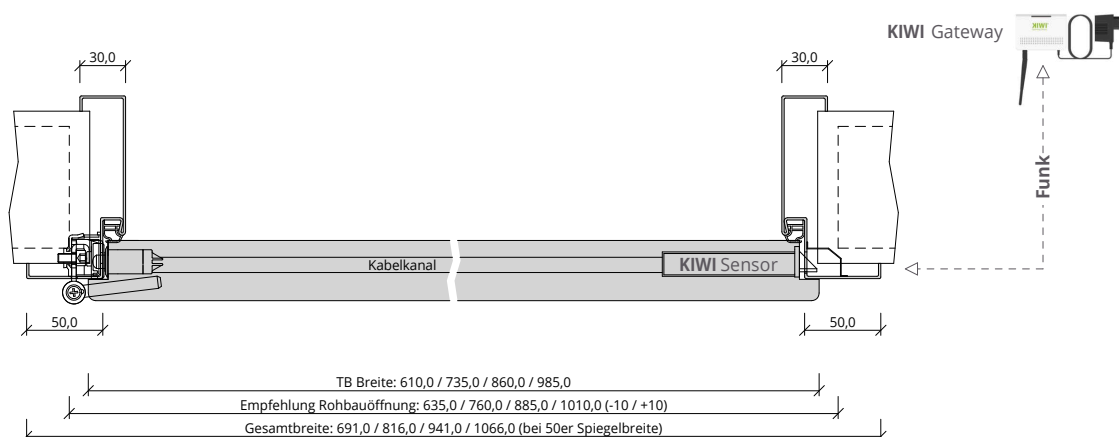 KIWI Gateway
KIWI
30,0
30,0
Funk
Kabelkanal
KIWI Sensor
50,0
50,0
TB Breite: 610,0 / 735,0 / 860,0 / 985,0
Empfehlung Rohbauöffnung: 635,0 / 760,0 / 885,0 / 1010,0 (-10 / +10)
Gesamtbreite: 691,0 / 816,0 / 941,0 / 1066,0 (bei 50er Spiegelbreite)